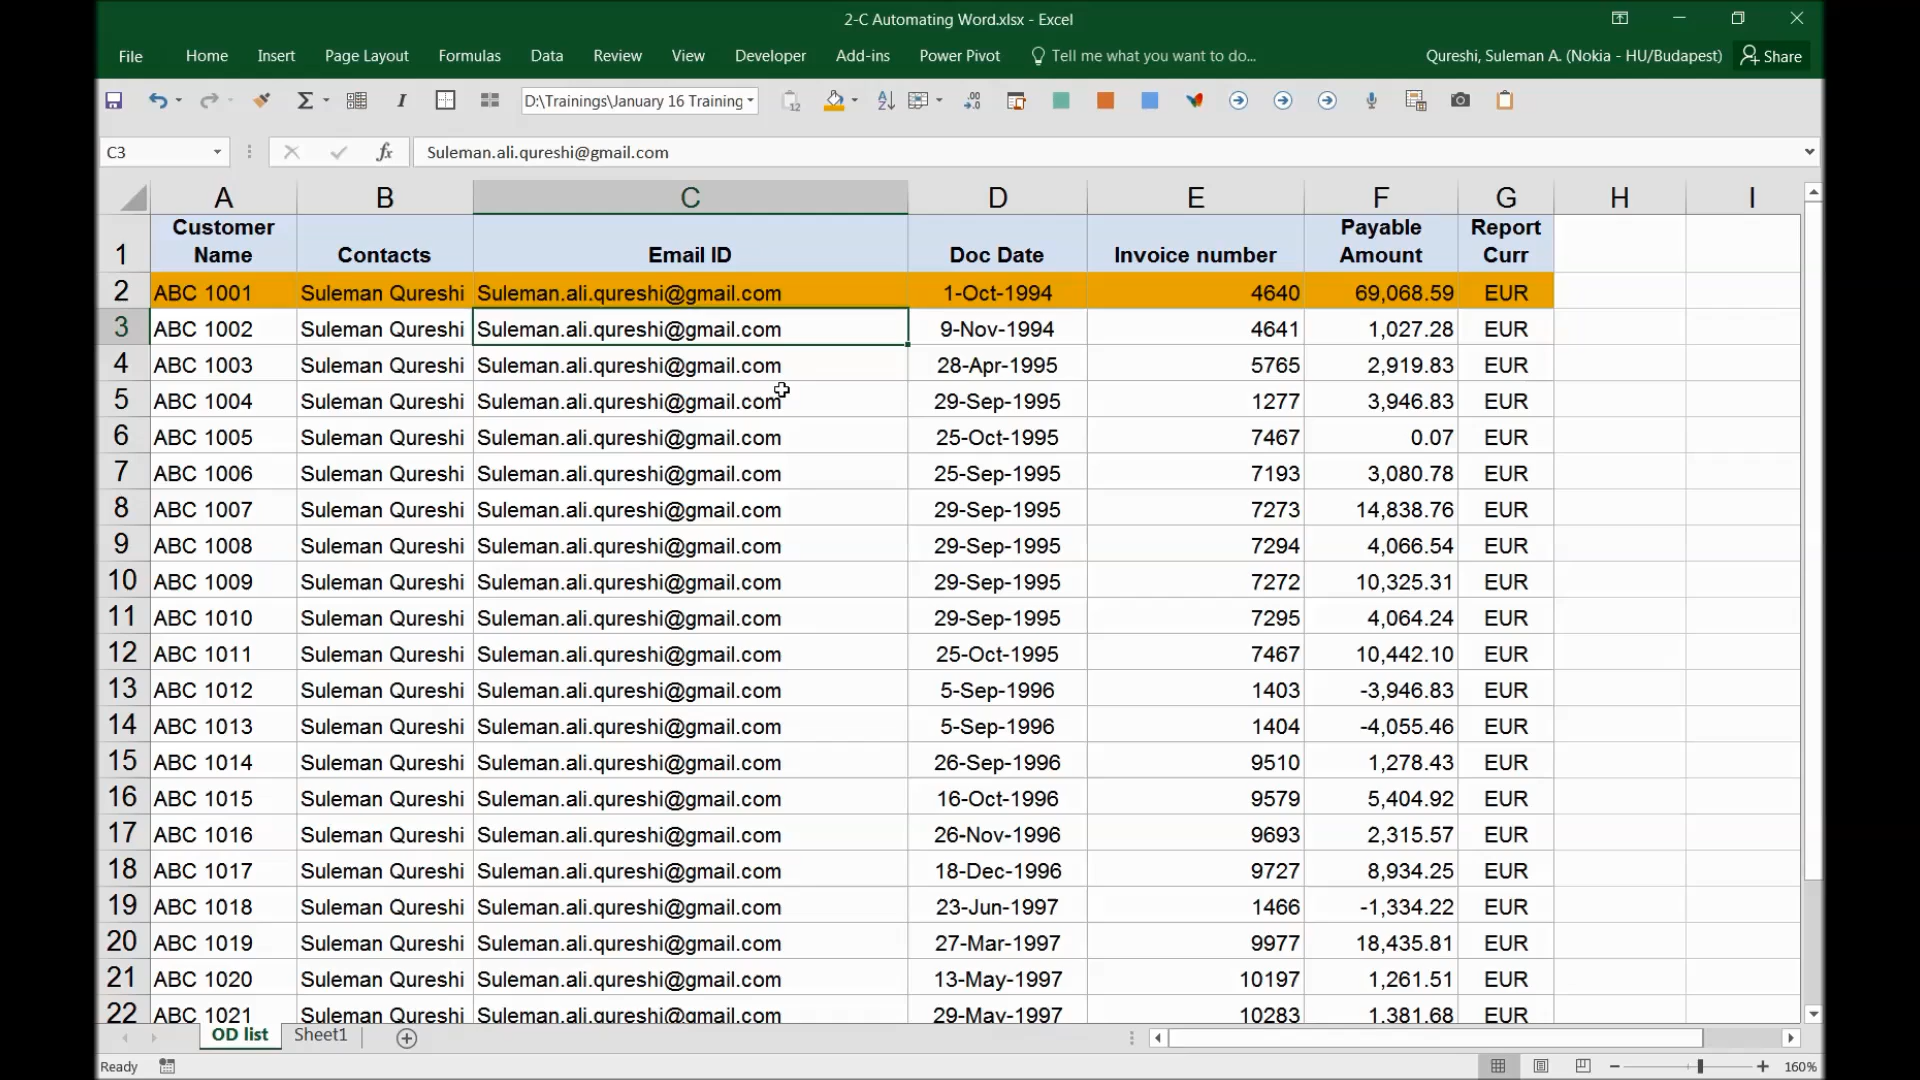 2-C Automating Word.xlsx - Excel
File Home Insert Page Layout Formulas Data Review View Developer Add-ins Power Pivot Tell me what you want to do... Qureshi, Suleman A. (Nokia - HU/Budapest) Share
D:\Trainings\January 16 Training
C3 fx Suleman.ali.qureshi@gmail.com
A B C D E F G H I
1 Customer Name Contacts Email ID Doc Date Invoice number Payable Amount Report Curr
2 ABC 1001 Suleman Qureshi Suleman.ali.qureshi@gmail.com 1-Oct-1994 4640 69,068.59 EUR
3 ABC 1002 Suleman Qureshi Suleman.ali.qureshi@gmail.com 9-Nov-1994 4641 1,027.28 EUR
4 ABC 1003 Suleman Qureshi Suleman.ali.qureshi@gmail.com 28-Apr-1995 5765 2,919.83 EUR
5 ABC 1004 Suleman Qureshi Suleman.ali.qureshi@gmail.com 29-Sep-1995 1277 3,946.83 EUR
6 ABC 1005 Suleman Qureshi Suleman.ali.qureshi@gmail.com 25-Oct-1995 7467 0.07 EUR
7 ABC 1006 Suleman Qureshi Suleman.ali.qureshi@gmail.com 25-Sep-1995 7193 3,080.78 EUR
8 ABC 1007 Suleman Qureshi Suleman.ali.qureshi@gmail.com 29-Sep-1995 7273 14,838.76 EUR
9 ABC 1008 Suleman Qureshi Suleman.ali.qureshi@gmail.com 29-Sep-1995 7294 4,066.54 EUR
10 ABC 1009 Suleman Qureshi Suleman.ali.qureshi@gmail.com 29-Sep-1995 7272 10,325.31 EUR
11 ABC 1010 Suleman Qureshi Suleman.ali.qureshi@gmail.com 29-Sep-1995 7295 4,064.24 EUR
12 ABC 1011 Suleman Qureshi Suleman.ali.qureshi@gmail.com 25-Oct-1995 7467 10,442.10 EUR
13 ABC 1012 Suleman Qureshi Suleman.ali.qureshi@gmail.com 5-Sep-1996 1403 -3,946.83 EUR
14 ABC 1013 Suleman Qureshi Suleman.ali.qureshi@gmail.com 5-Sep-1996 1404 -4,055.46 EUR
15 ABC 1014 Suleman Qureshi Suleman.ali.qureshi@gmail.com 26-Sep-1996 9510 1,278.43 EUR
16 ABC 1015 Suleman Qureshi Suleman.ali.qureshi@gmail.com 16-Oct-1996 9579 5,404.92 EUR
17 ABC 1016 Suleman Qureshi Suleman.ali.qureshi@gmail.com 26-Nov-1996 9693 2,315.57 EUR
18 ABC 1017 Suleman Qureshi Suleman.ali.qureshi@gmail.com 18-Dec-1996 9727 8,934.25 EUR
19 ABC 1018 Suleman Qureshi Suleman.ali.qureshi@gmail.com 23-Jun-1997 1466 -1,334.22 EUR
20 ABC 1019 Suleman Qureshi Suleman.ali.qureshi@gmail.com 27-Mar-1997 9977 18,435.81 EUR
21 ABC 1020 Suleman Qureshi Suleman.ali.qureshi@gmail.com 13-May-1997 10197 1,261.51 EUR
22 ABC 1021 Suleman Qureshi Suleman.ali.qureshi@gmail.com 29-May-1997 10283 1,381.68 EUR
OD list Sheet1
Ready 160%